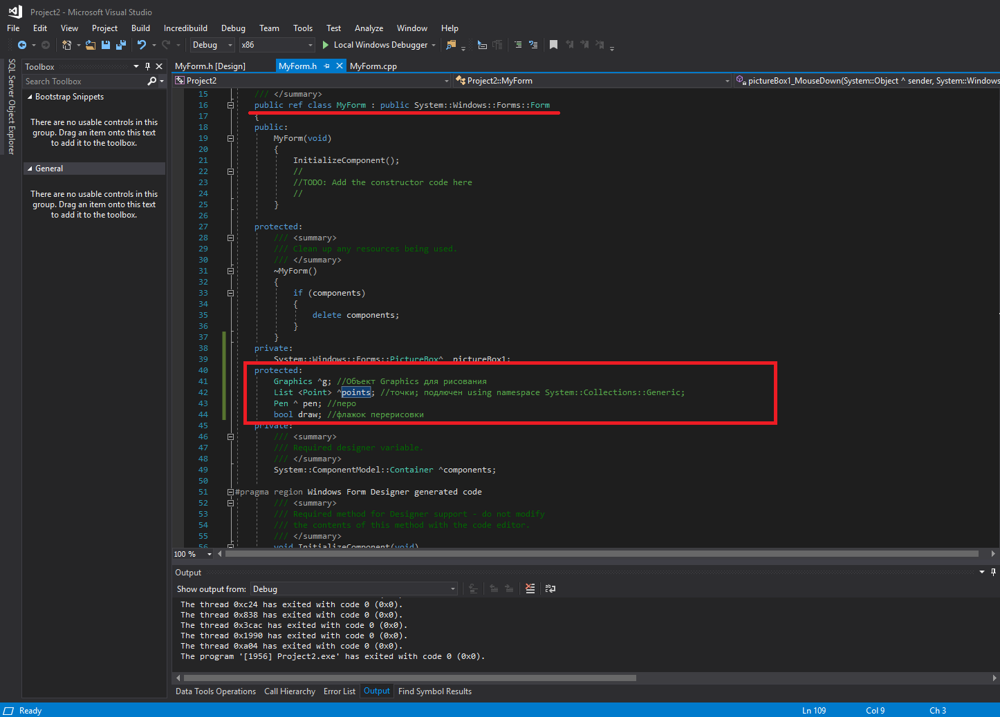 Project2 - Microsoft Visual Studio
File Edit View Project Build Incredibuild Debug Team Tools Test Analyze Window Help
Debug x86 Local Windows Debugger
SQL Server Object Explorer
Toolbox
Search Toolbox
Bootstrap Snippets
There are no usable controls in this
group. Drag an item onto this text
to add it to the toolbox.
General
There are no usable controls in this
group. Drag an item onto this text
to add it to the toolbox.
MyForm.h [Design] MyForm.h MyForm.cpp
Project2 Project2::MyForm pictureBox1_MouseDown(System::Object ^ sender, System::Windows
15 /// </summary>
16 public ref class MyForm : public System::Windows::Forms::Form
17 {
18 public:
19 MyForm(void)
20 {
21 InitializeComponent();
22 //
23 //TODO: Add the constructor code here
24 //
25 }
26
27 protected:
28 /// <summary>
29 /// Clean up any resources being used.
30 /// </summary>
31 ~MyForm()
32 {
33 if (components)
34 {
35 delete components;
36 }
37 }
38 private:
39 System::Windows::Forms::PictureBox^ pictureBox1;
40 protected:
41 Graphics ^g; //Объект Graphics для рисования
42 List <Point> ^points; //точки; подлючен using namespace System::Collections::Generic;
43 Pen ^ pen; //перо
44 bool draw; //флажок перерисовки
45 private:
46 /// <summary>
47 /// Required designer variable.
48 /// </summary>
49 System::ComponentModel::Container ^components;
50
51 #pragma region Windows Form Designer generated code
52 /// <summary>
53 /// Required method for Designer support - do not modify
54 /// the contents of this method with the code editor.
55 /// </summary>
56 void InitializeComponent(void)
100 %
Output
Show output from: Debug
The thread 0xc24 has exited with code 0 (0x0).
The thread 0x838 has exited with code 0 (0x0).
The thread 0x3cac has exited with code 0 (0x0).
The thread 0x1990 has exited with code 0 (0x0).
The thread 0xa04 has exited with code 0 (0x0).
The program '[1956] Project2.exe' has exited with code 0 (0x0).
Data Tools Operations Call Hierarchy Error List Output Find Symbol Results
Ready Ln 109 Col 9 Ch 3